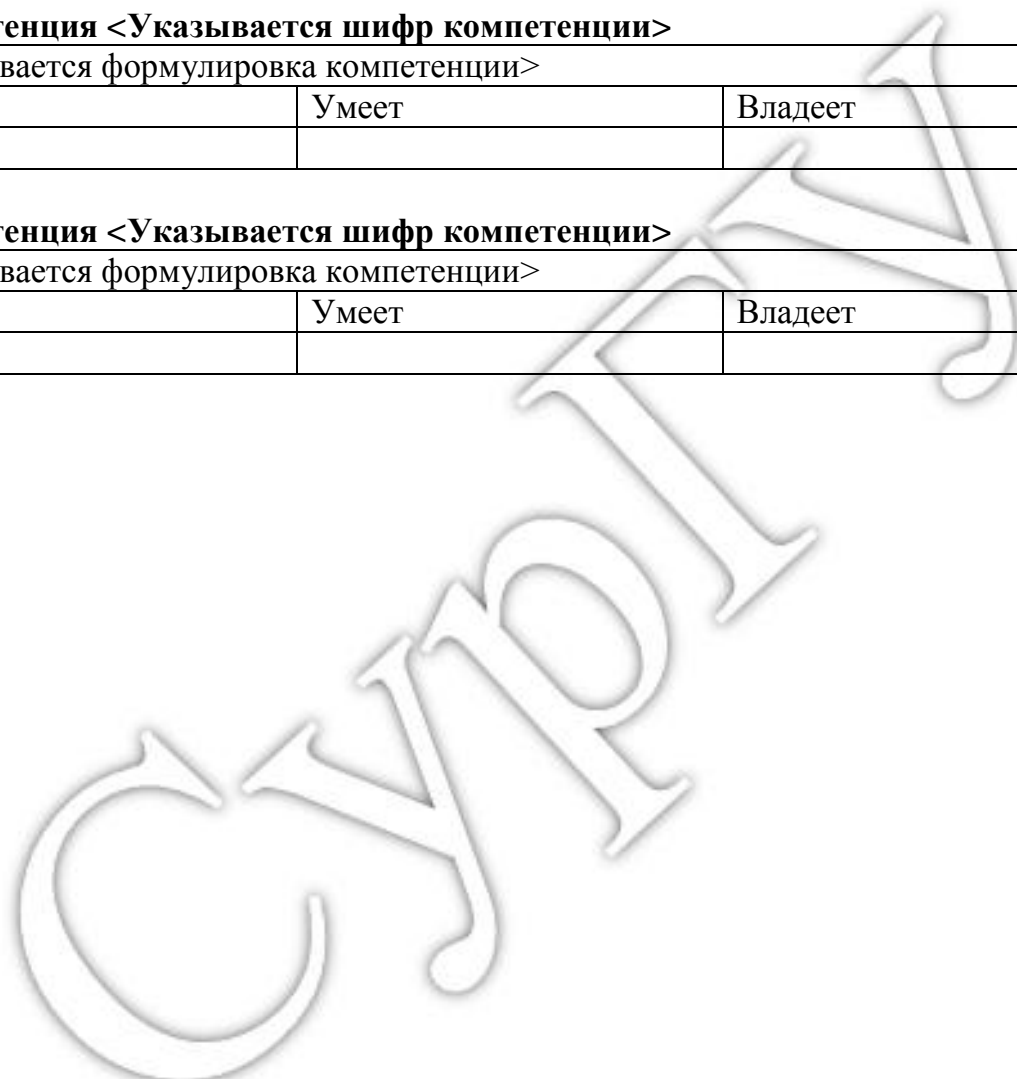 тенция <Указывается шифр компетенции>
вается формулировка компетенции>
Умеет Владеет
тенция <Указывается шифр компетенции>
вается формулировка компетенции>
Умеет Владеет
СурГУ